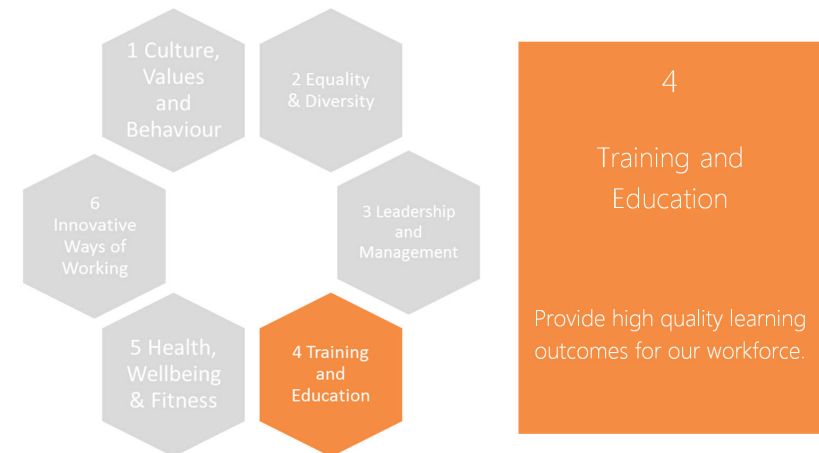 1 Culture,
Values
and
Behaviour
2 Equality
& Diversity
3 Leadership
and
Management
4 Training
and
Education
5 Health,
Wellbeing
& Fitness
6
Innovative
Ways of
Working
4
Training and
Education
Provide high quality learning
outcomes for our workforce.